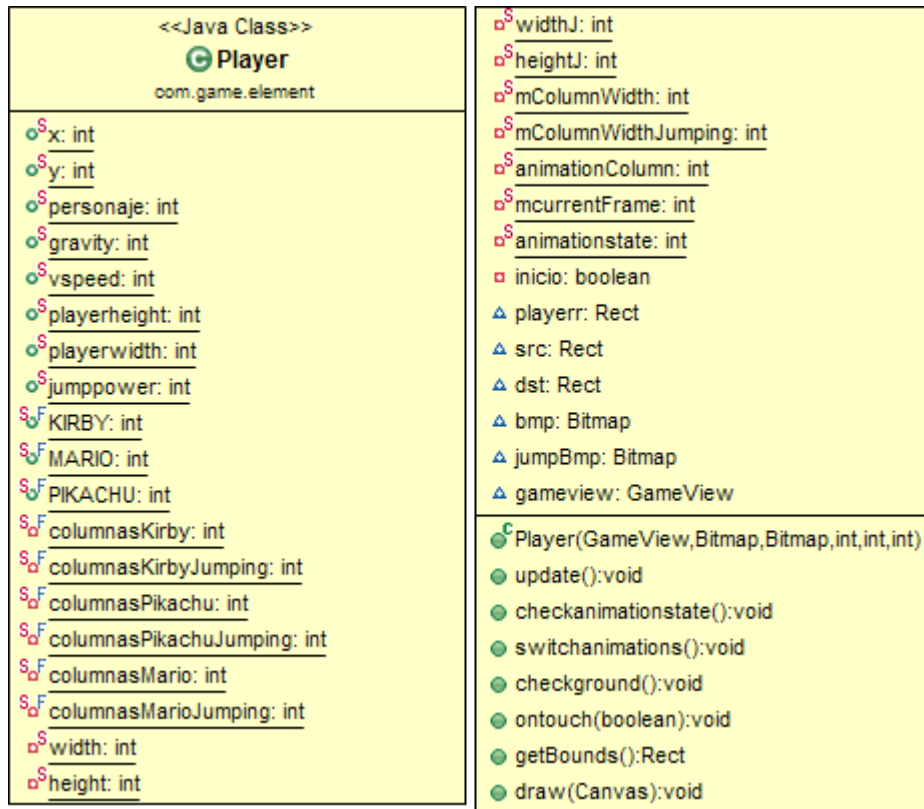 <<Java Class>>
C Player
com.game.element
S x: int
S y: int
S personaje: int
S gravity: int
S vspeed: int
S playerheight: int
S playerwidth: int
S jumppower: int
S F KIRBY: int
S F MARIO: int
S F PIKACHU: int
S F columnasKirby: int
S F columnasKirbyJumping: int
S F columnasPikachu: int
S F columnasPikachuJumping: int
S F columnasMario: int
S F columnasMarioJumping: int
S width: int
S height: int
S widthJ: int
S heightJ: int
S mColumnWidth: int
S mColumnWidthJumping: int
S animationColumn: int
S mcurrentFrame: int
S animationstate: int
inicio: boolean
playerr: Rect
src: Rect
dst: Rect
bmp: Bitmap
jumpBmp: Bitmap
gameview: GameView
C Player(GameView,Bitmap,Bitmap,int,int,int)
update():void
checkanimationstate():void
switchanimations():void
checkground():void
ontouch(boolean):void
getBounds():Rect
draw(Canvas):void